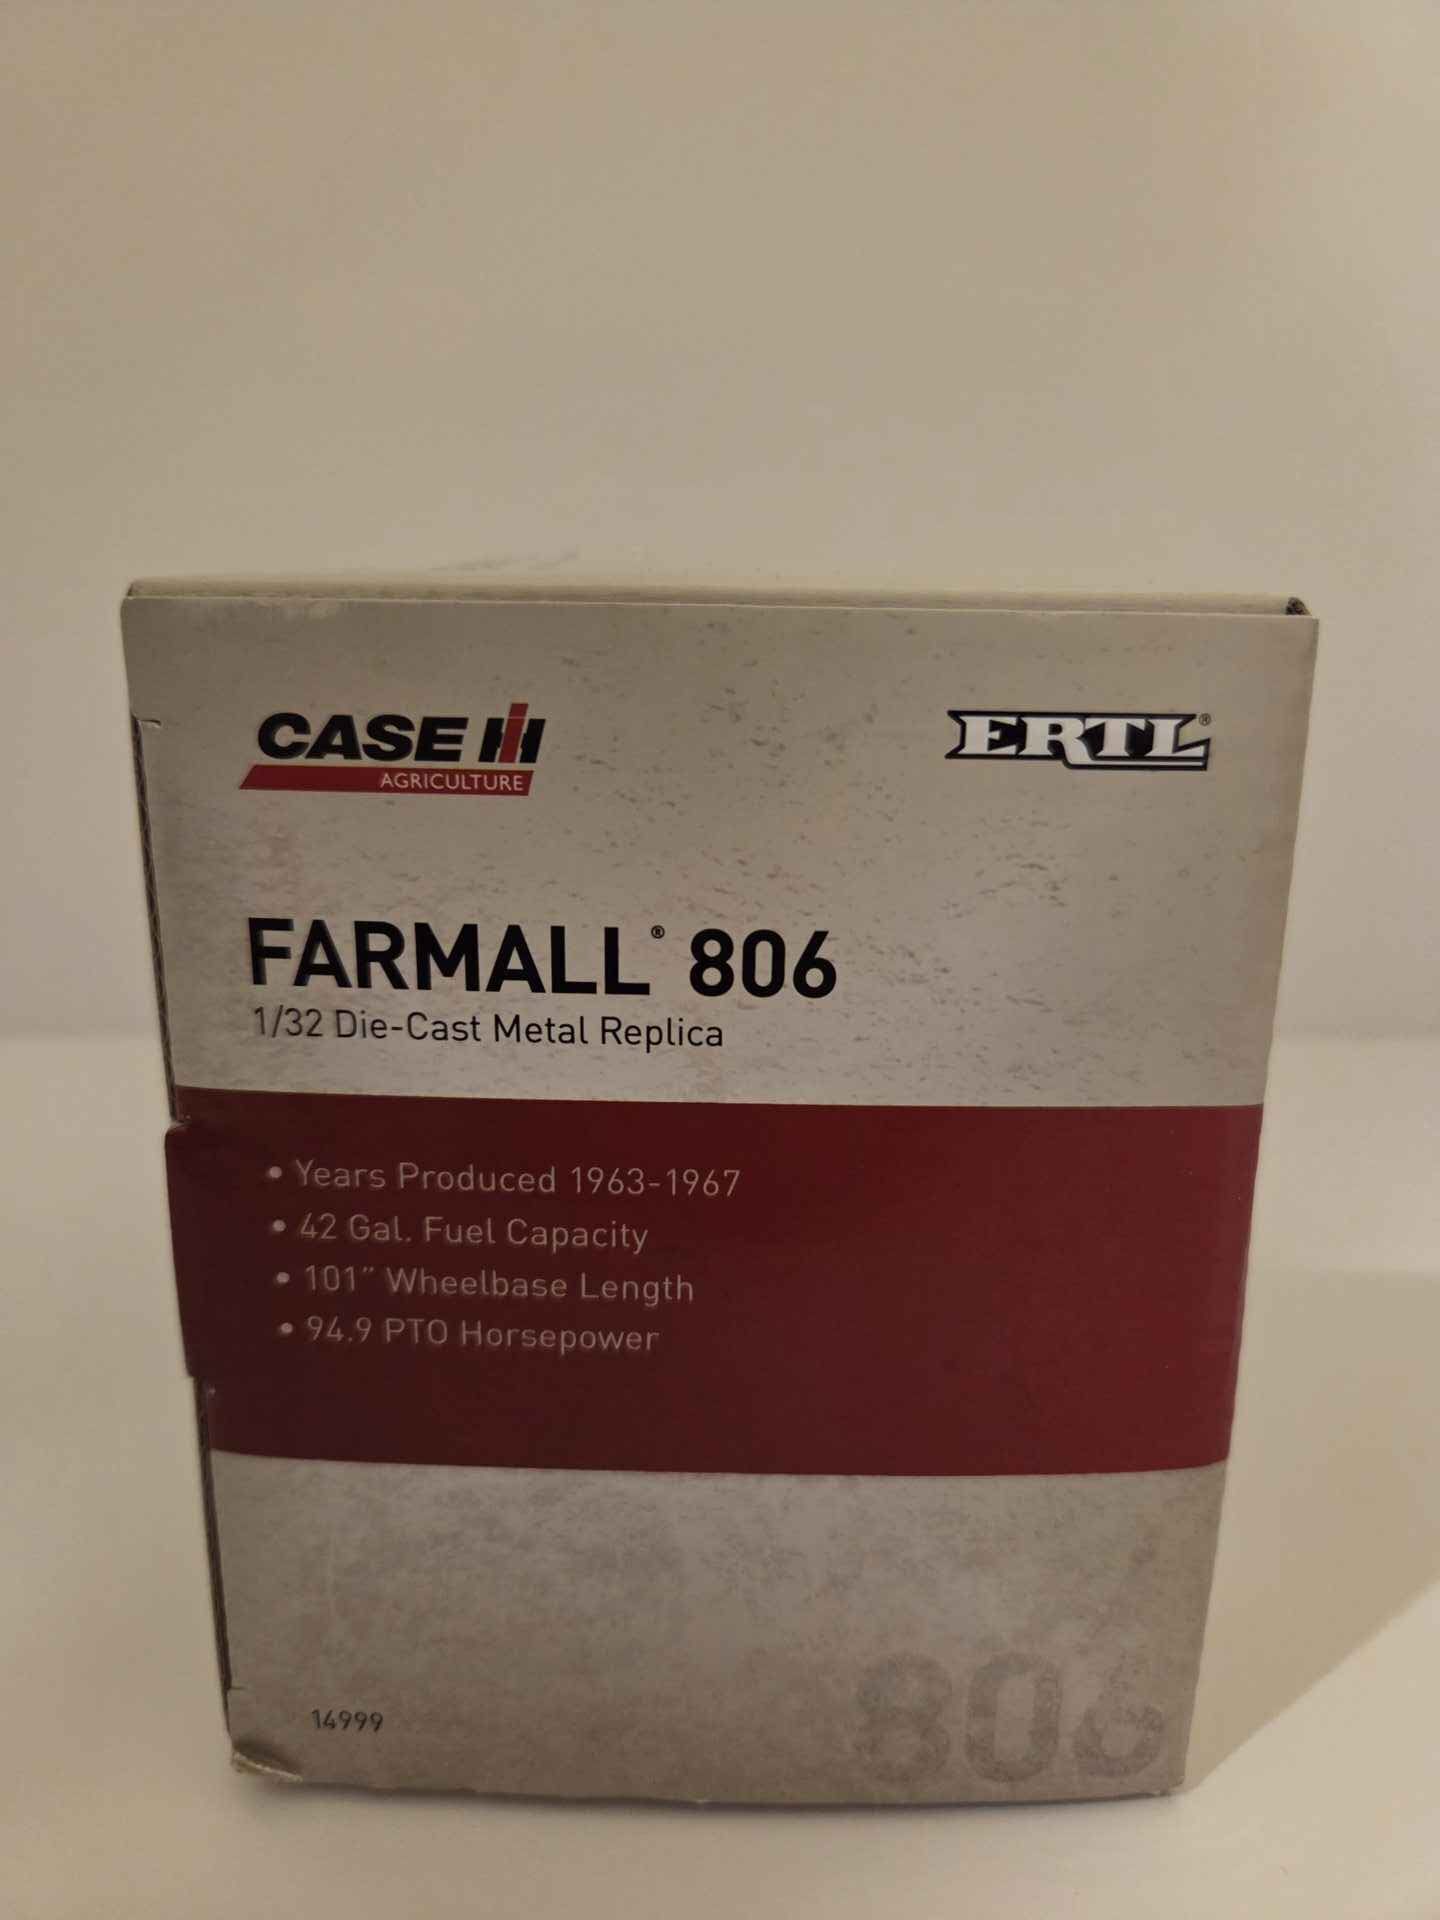 CASE IH
AGRICULTURE
ERTL®
FARMALL® 806
1/32 Die-Cast Metal Replica
• Years Produced 1963-1967
• 42 Gal. Fuel Capacity
• 101” Wheelbase Length
• 94.9 PTO Horsepower
806
14999